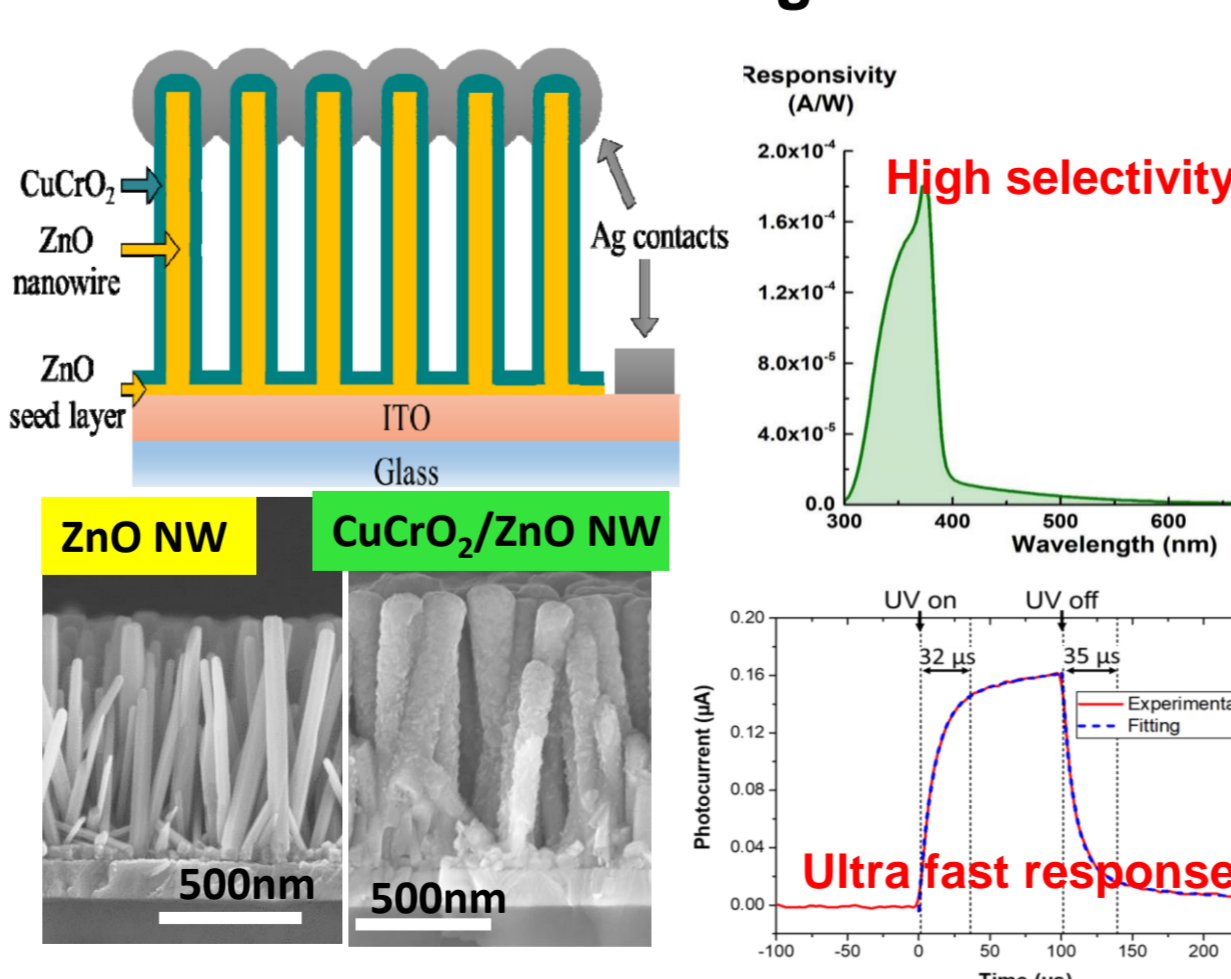 CuCrO₂
ZnO
nanowire
ZnO
seed layer
Ag contacts
ITO
Glass
ZnO NW
CuCrO₂/ZnO NW
500nm
500nm
Responsivity
(A/W)
2.0x10⁻⁴
High selectivity
1.6x10⁻⁴
1.2x10⁻⁴
8.0x10⁻⁵
4.0x10⁻⁵
0.0
300 400 500 600
Wavelength (nm)
UV on UV off
0.20
32 µs 35 µs
0.16
Experimenta
Fitting
0.12
Photocurrent (µA)
0.08
0.04
Ultra fast response
0.00
-100 -50 0 50 100 150 200
Time (µs)